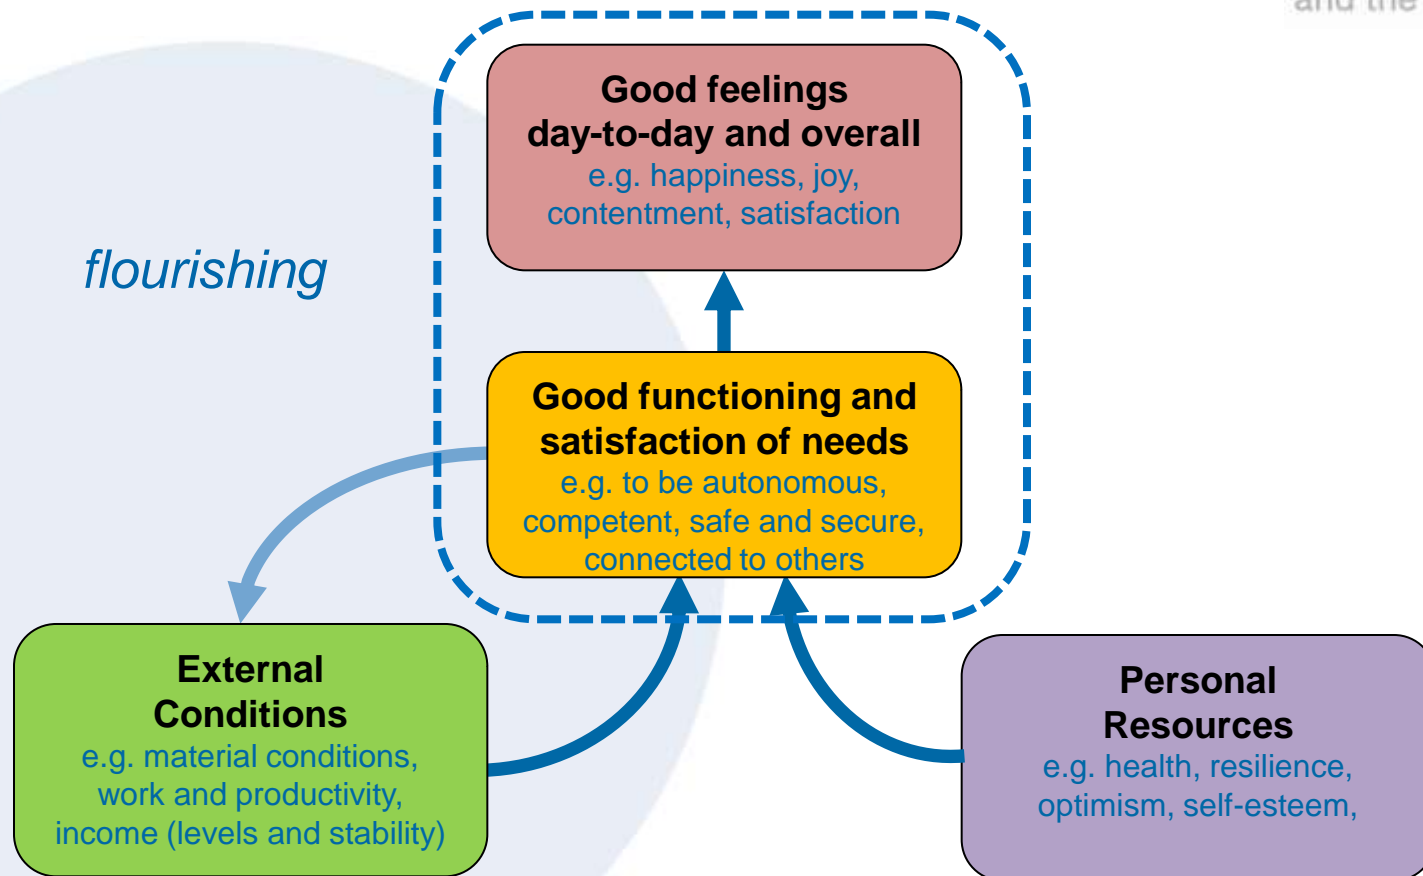 and the
Good feelings
day-to-day and overall
e.g. happiness, joy,
contentment, satisfaction
flourishing
Good functioning and
satisfaction of needs
e.g. to be autonomous,
competent, safe and secure,
connected to others
External
Conditions
e.g. material conditions,
work and productivity,
income (levels and stability)
Personal
Resources
e.g. health, resilience,
optimism, self-esteem,